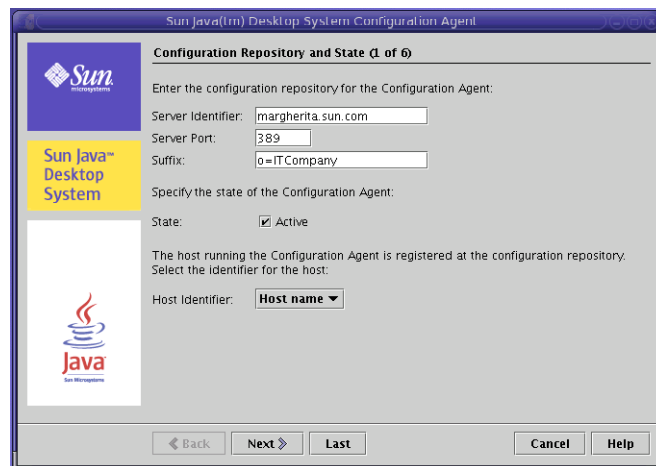 Sun Java(tm) Desktop System Configuration Agent
Sun
microsystems
Sun Java™
Desktop
System
Java
Sun Microsystems
Configuration Repository and State (1 of 6)
Enter the configuration repository for the Configuration Agent:
Server Identifier: margherita.sun.com
Server Port: 389
Suffix: o=ITCompany
Specify the state of the Configuration Agent:
State: Active
The host running the Configuration Agent is registered at the configuration repository.
Select the identifier for the host:
Host Identifier: Host name
Back Next Last Cancel Help